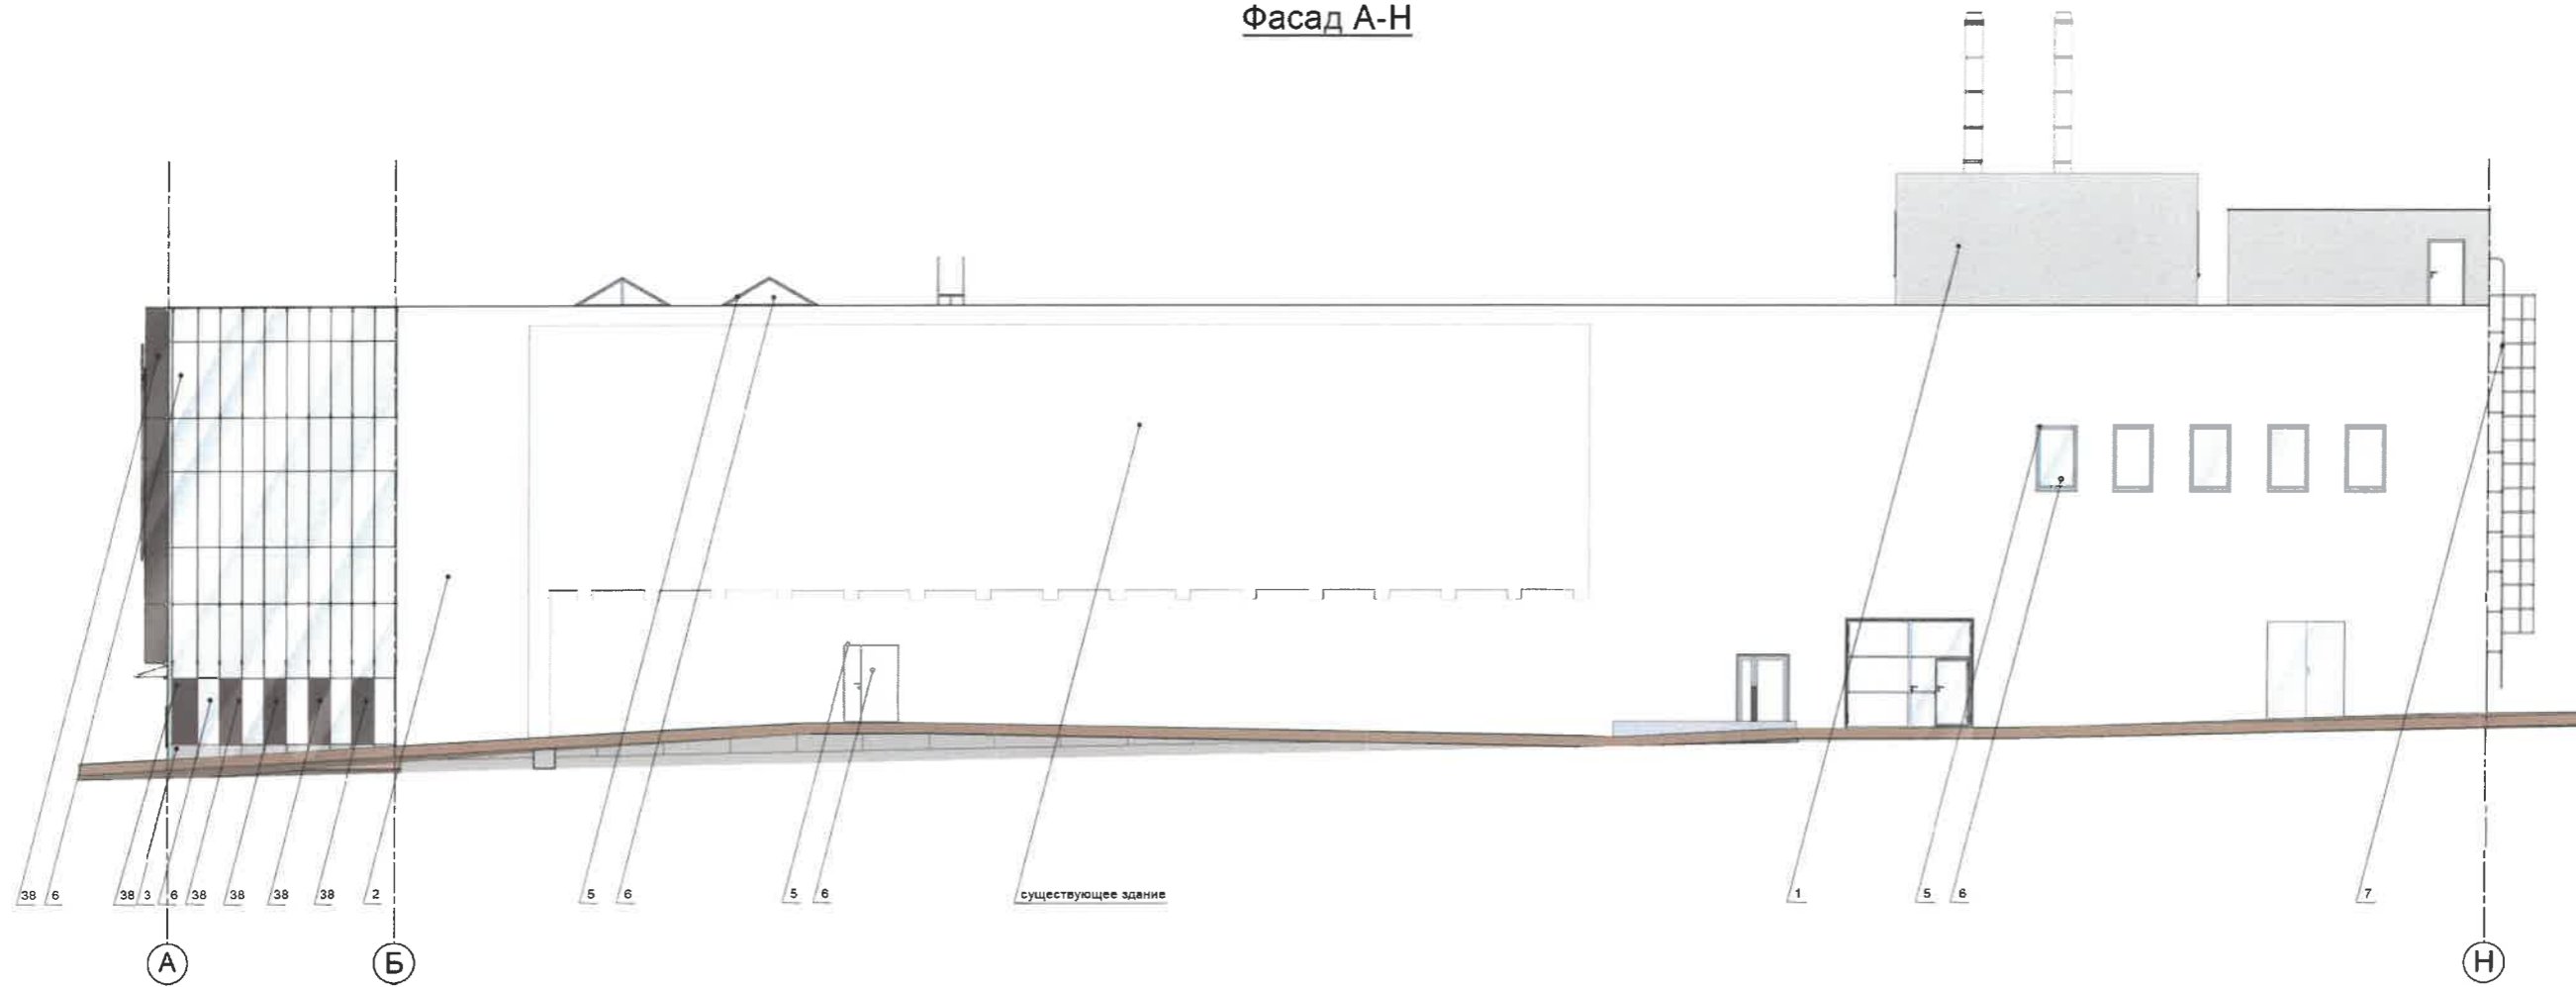 Фасад А-Н
38 6 38 3 6 38 38 38 38 2 5 6 5 6 существующее здание 1 5 6 7
А Б Н